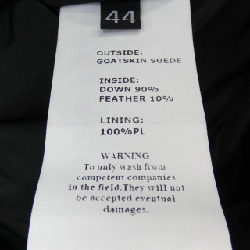 44
OUTSIDE:
GOATSKIN SUEDE
INSIDE:
DOWN 90%
FEATHER 10%
LINING:
100%PL
WARNING
To only wash from
competent companies
in the field.They will not
be accepted eventual
damages.